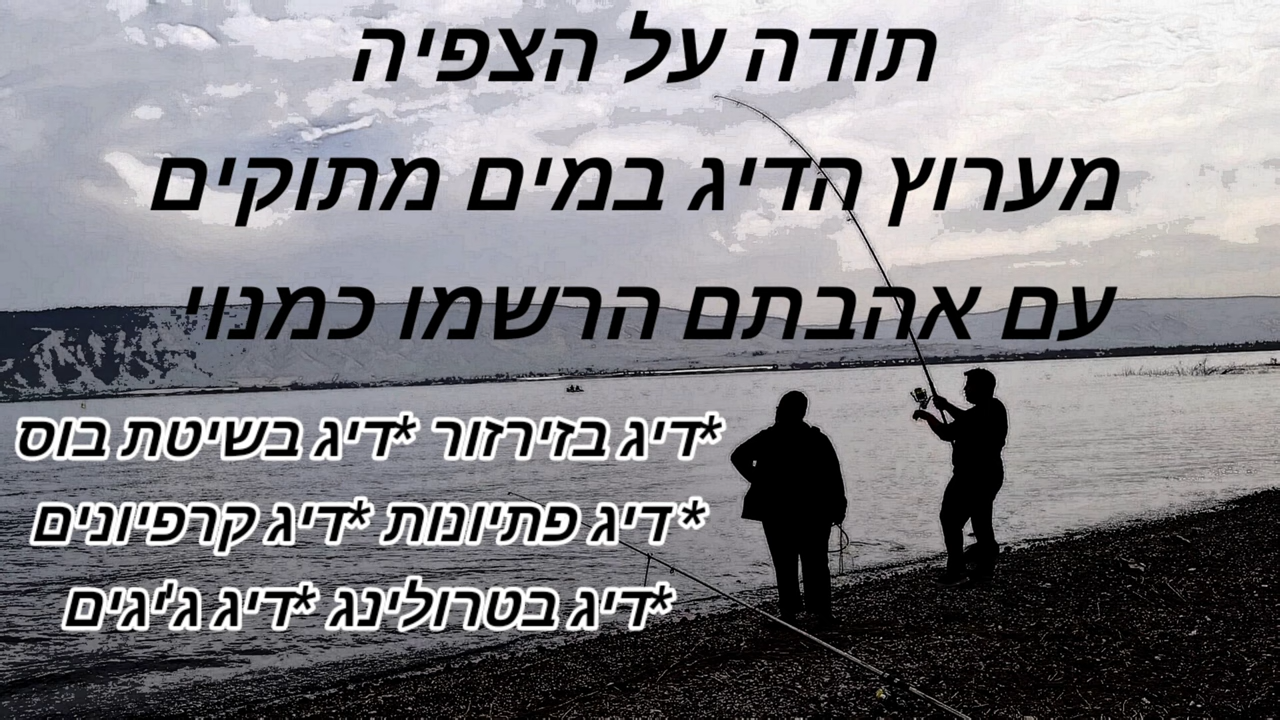 תודה על הצפיה
מערוץ הדיג במים מתוקים
עם אהבתם הרשמו כמנוי
*דיג בזירזור *דיג בשיטת בוס
*דיג פתיונות *דיג קרפיונים
*דיג בטרולינג *דיג ג'יגים